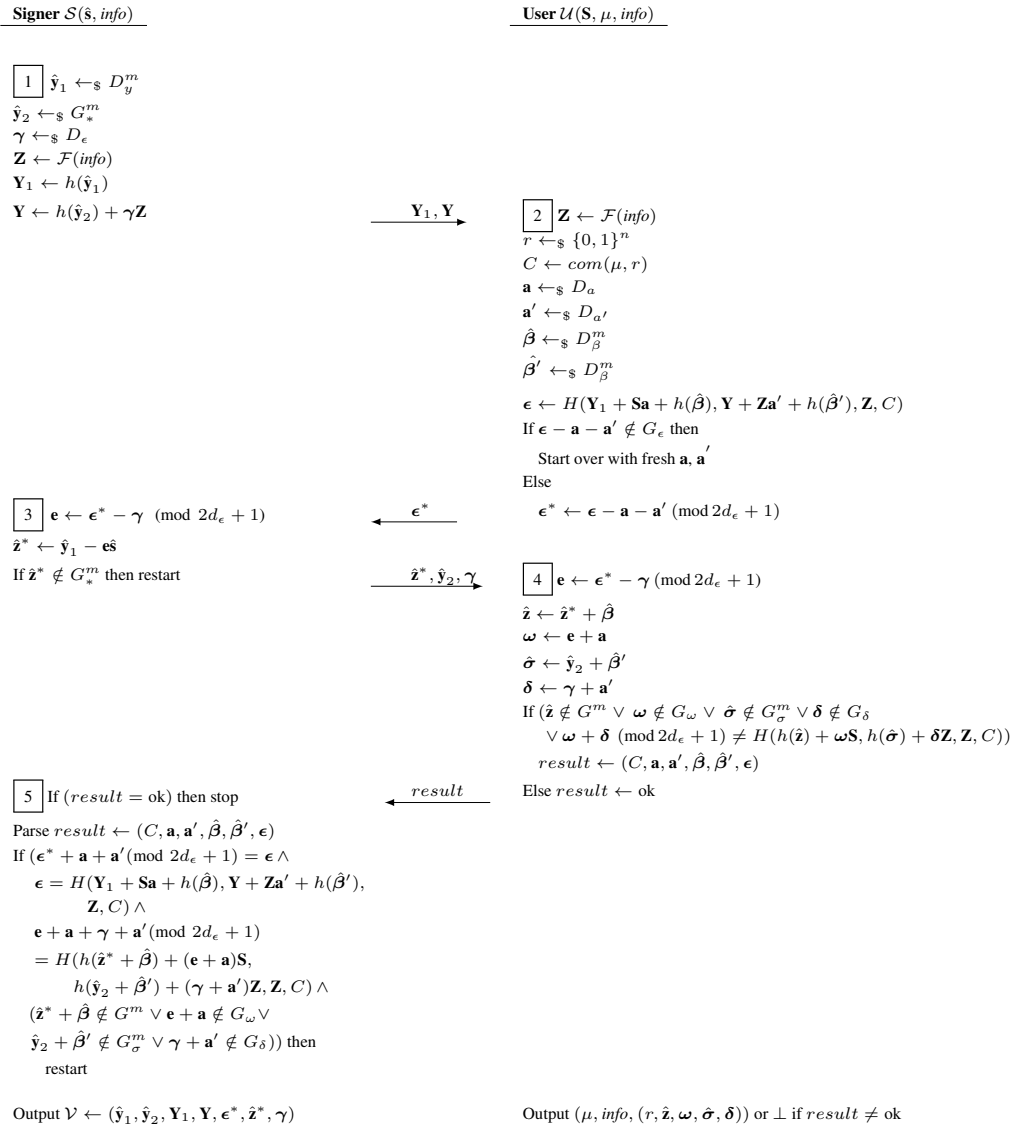 Signer S(ŝ, info)
User U(S, μ, info)
1 ŷ₁ ←$ D_y^m
ŷ₂ ←$ G_*^m
γ ←$ D_ϵ
Z ← F(info)
Y₁ ← h(ŷ₁)
Y ← h(ŷ₂) + γZ
Y₁, Y
2 Z ← F(info)
r ←$ {0, 1}^n
C ← com(μ, r)
a ←$ D_a
a′ ←$ D_a′
β̂ ←$ D_β^m
β̂′ ←$ D_β^m
ϵ ← H(Y₁ + Sa + h(β̂), Y + Za′ + h(β̂′), Z, C)
If ϵ − a − a′ ∉ G_ϵ then
Start over with fresh a, a′
Else
ϵ* ← ϵ − a − a′ (mod 2d_ϵ + 1)
ϵ*
3 e ← ϵ* − γ (mod 2d_ϵ + 1)
ẑ* ← ŷ₁ − eŝ
If ẑ* ∉ G_*^m then restart
ẑ*, ŷ₂, γ
4 e ← ϵ* − γ (mod 2d_ϵ + 1)
ẑ ← ẑ* + β̂
ω ← e + a
σ̂ ← ŷ₂ + β̂′
δ ← γ + a′
If (ẑ ∉ G^m ∨ ω ∉ G_ω ∨ σ̂ ∉ G_σ^m ∨ δ ∉ G_δ
∨ ω + δ (mod 2d_ϵ + 1) ≠ H(h(ẑ) + ωS, h(σ̂) + δZ, Z, C))
result ← (C, a, a′, β̂, β̂′, ϵ)
Else result ← ok
result
5 If (result = ok) then stop
Parse result ← (C, a, a′, β̂, β̂′, ϵ)
If (ϵ* + a + a′(mod 2d_ϵ + 1) = ϵ ∧
ϵ = H(Y₁ + Sa + h(β̂), Y + Za′ + h(β̂′),
Z, C) ∧
e + a + γ + a′(mod 2d_ϵ + 1)
= H(h(ẑ* + β̂) + (e + a)S,
h(ŷ₂ + β̂′) + (γ + a′)Z, Z, C) ∧
(ẑ* + β̂ ∉ G^m ∨ e + a ∉ G_ω ∨
ŷ₂ + β̂′ ∉ G_σ^m ∨ γ + a′ ∉ G_δ)) then
restart
Output V ← (ŷ₁, ŷ₂, Y₁, Y, ϵ*, ẑ*, γ)
Output (μ, info, (r, ẑ, ω, σ̂, δ)) or ⊥ if result ≠ ok